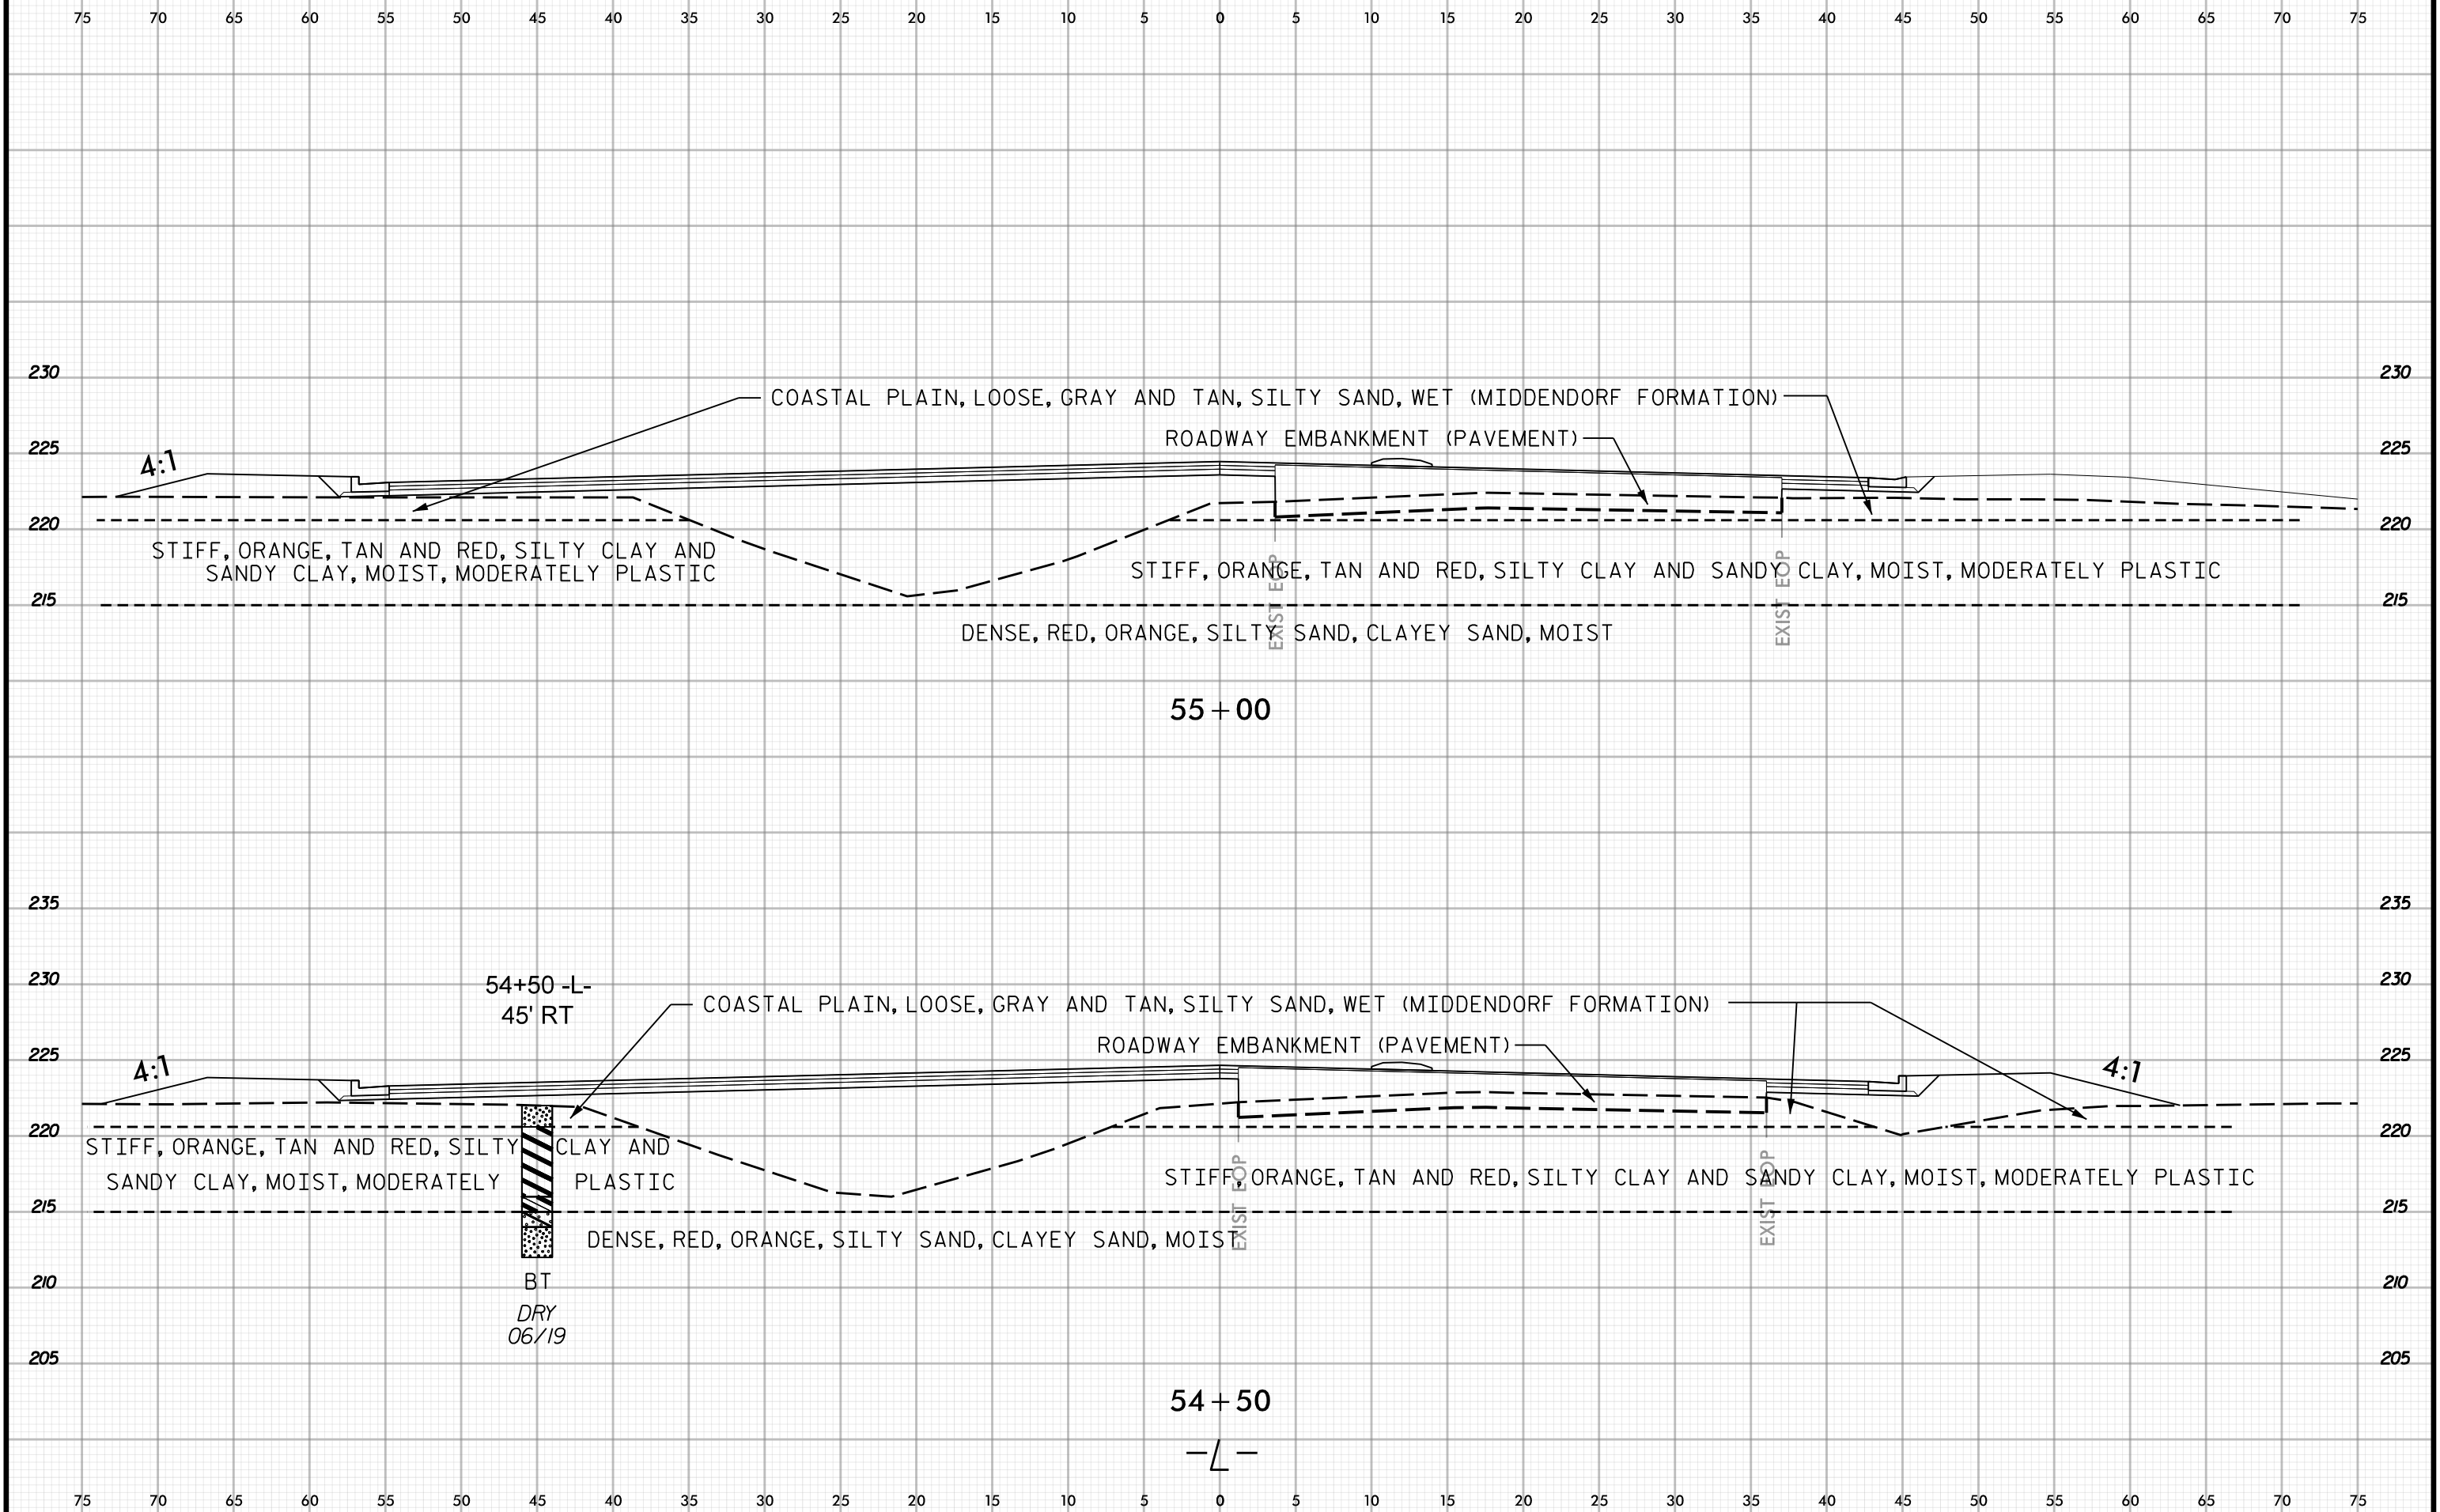 75 70 65 60 55 50 45 40 35 30 25 20 15 10 5 0 5 10 15 20 25 30 35 40 45 50 55 60 65 70 75
230 230
COASTAL PLAIN, LOOSE, GRAY AND TAN, SILTY SAND, WET (MIDDENDORF FORMATION)
ROADWAY EMBANKMENT (PAVEMENT)
225 225
4:1
220 220
STIFF, ORANGE, TAN AND RED, SILTY CLAY AND
SANDY CLAY, MOIST, MODERATELY PLASTIC
STIFF, ORANGE, TAN AND RED, SILTY CLAY AND SANDY CLAY, MOIST, MODERATELY PLASTIC
EXIST EOP
EXIST EOP
215 215
DENSE, RED, ORANGE, SILTY SAND, CLAYEY SAND, MOIST
55+00
235 235
230 230
54+50 -L-
45' RT
COASTAL PLAIN, LOOSE, GRAY AND TAN, SILTY SAND, WET (MIDDENDORF FORMATION)
ROADWAY EMBANKMENT (PAVEMENT)
225 225
4:1
4:1
220 220
STIFF, ORANGE, TAN AND RED, SILTY CLAY AND
SANDY CLAY, MOIST, MODERATELY PLASTIC
STIFF, ORANGE, TAN AND RED, SILTY CLAY AND SANDY CLAY, MOIST, MODERATELY PLASTIC
EXIST EOP
EXIST EOP
215 215
DENSE, RED, ORANGE, SILTY SAND, CLAYEY SAND, MOIST
210 210
BT
DRY
06/19
205 205
54+50
-L-
75 70 65 60 55 50 45 40 35 30 25 20 15 10 5 0 5 10 15 20 25 30 35 40 45 50 55 60 65 70 75